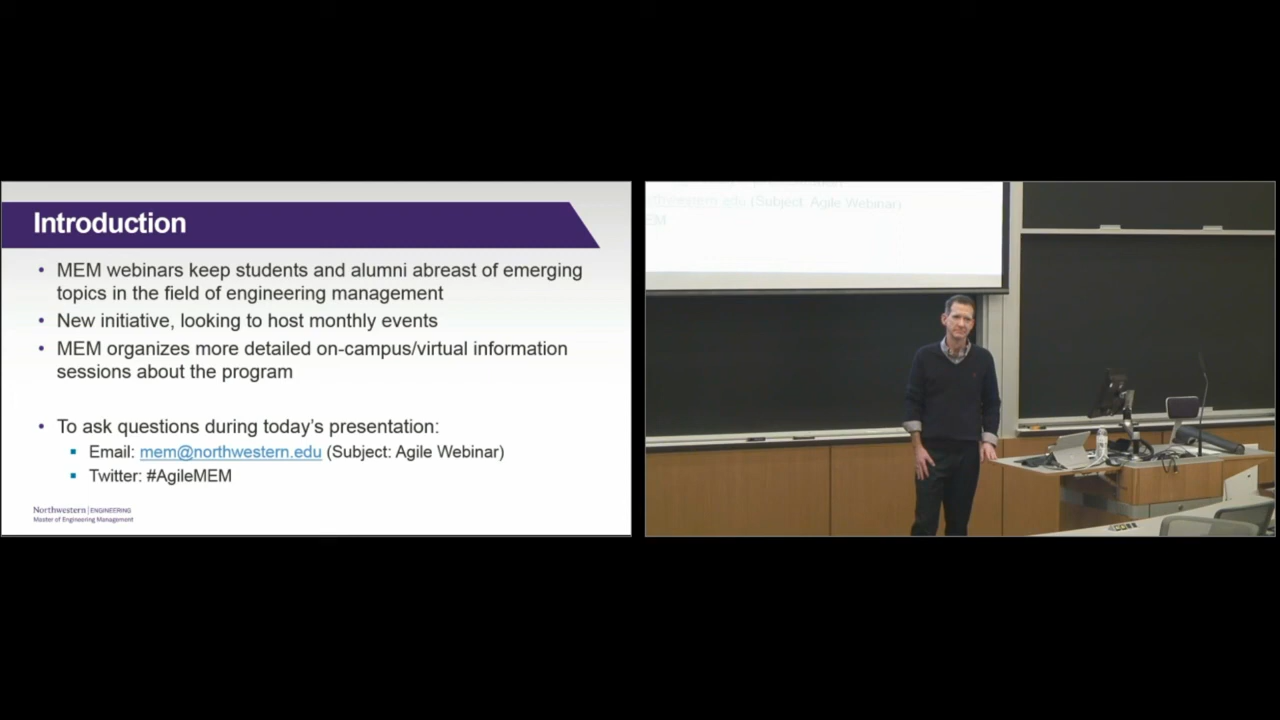 Introduction
• MEM webinars keep students and alumni abreast of emerging
topics in the field of engineering management
• New initiative, looking to host monthly events
• MEM organizes more detailed on-campus/virtual information
sessions about the program
• To ask questions during today's presentation:
▪ Email: mem@northwestern.edu (Subject: Agile Webinar)
▪ Twitter: #AgileMEM
Northwestern | ENGINEERING
Master of Engineering Management
(Subject: Agile Webinar)